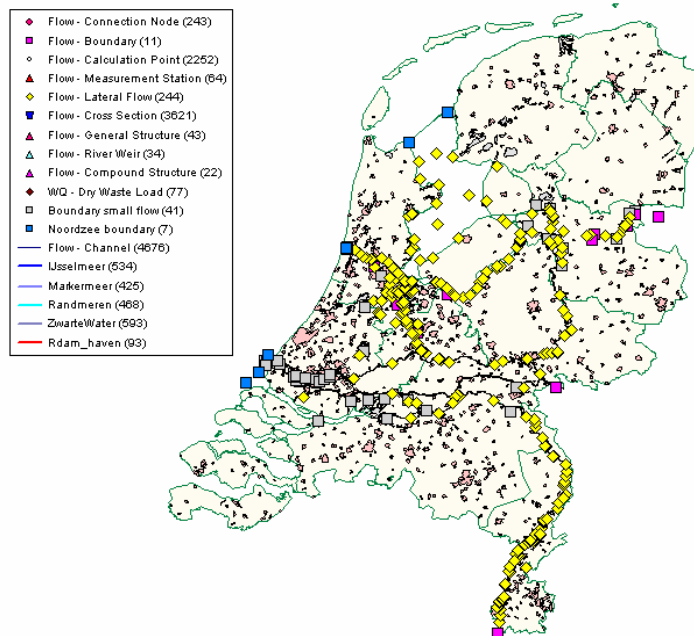 Flow - Connection Node (243)
Flow - Boundary (11)
Flow - Calculation Point (2252)
Flow - Measurement Station (64)
Flow - Lateral Flow (244)
Flow - Cross Section (3621)
Flow - General Structure (43)
Flow - River Weir (34)
Flow - Compound Structure (22)
WQ - Dry Waste Load (77)
Boundary small flow (41)
Noordzee boundary (7)
Flow - Channel (4676)
IJsselmeer (534)
Markermeer (425)
Randmeren (468)
ZwarteWater (593)
Rdam_haven (93)